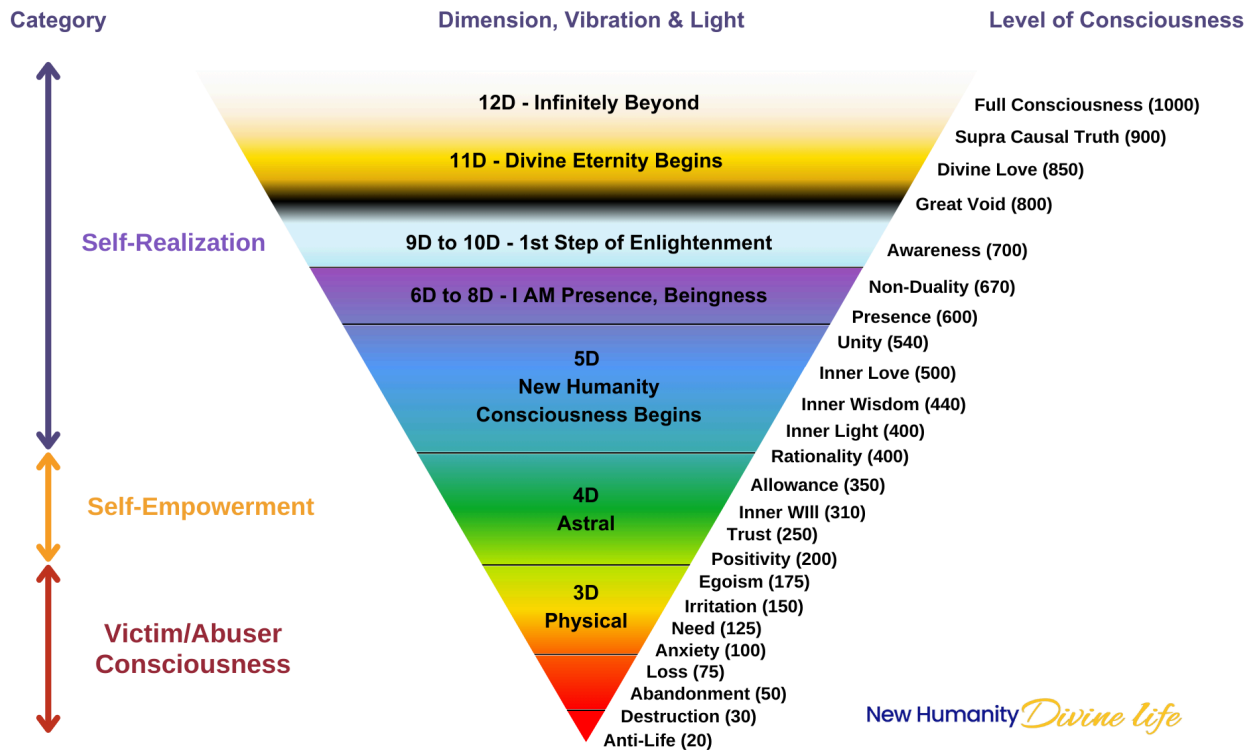 Category
Dimension, Vibration & Light
Level of Consciousness
12D - Infinitely Beyond
Full Consciousness (1000)
Supra Causal Truth (900)
11D - Divine Eternity Begins
Divine Love (850)
Great Void (800)
Self-Realization
9D to 10D - 1st Step of Enlightenment
Awareness (700)
6D to 8D - I AM Presence, Beingness
Non-Duality (670)
Presence (600)
Unity (540)
5D
New Humanity
Consciousness Begins
Inner Love (500)
Inner Wisdom (440)
Inner Light (400)
Rationality (400)
Self-Empowerment
4D
Astral
Allowance (350)
Inner WIll (310)
Trust (250)
Positivity (200)
3D
Physical
Egoism (175)
Irritation (150)
Need (125)
Anxiety (100)
Victim/Abuser
Consciousness
Loss (75)
Abandonment (50)
Destruction (30)
Anti-Life (20)
New Humanity Divine life